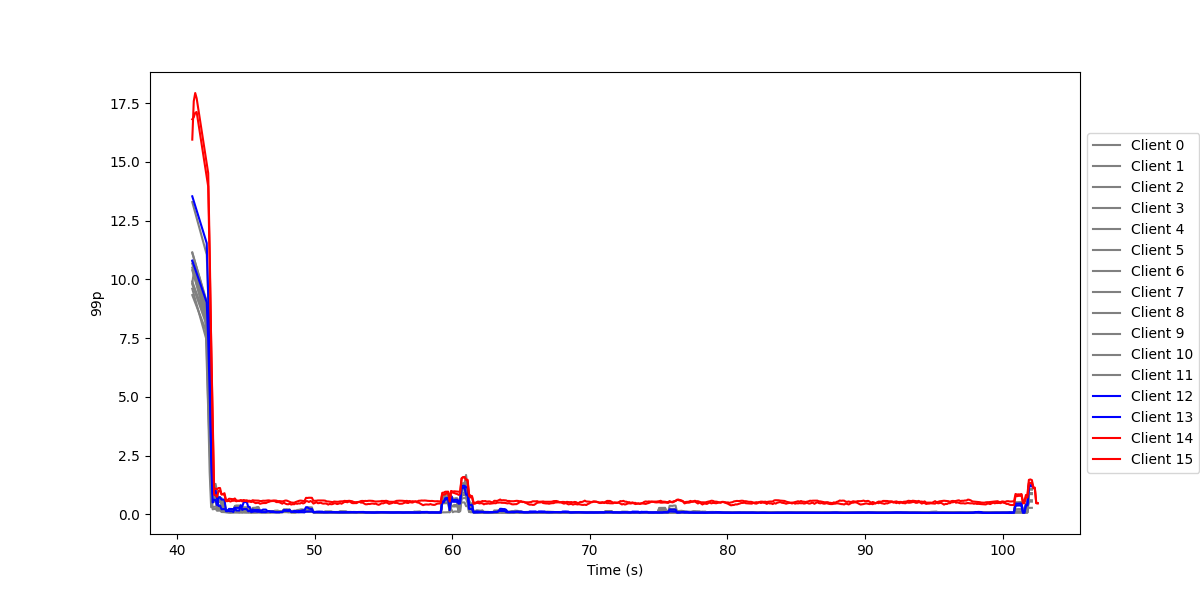 17.5
15.0
12.5
10.0
7.5
5.0
2.5
0.0
99p
40 50 60 70 80 90 100
Time (s)
Client 0
Client 1
Client 2
Client 3
Client 4
Client 5
Client 6
Client 7
Client 8
Client 9
Client 10
Client 11
Client 12
Client 13
Client 14
Client 15